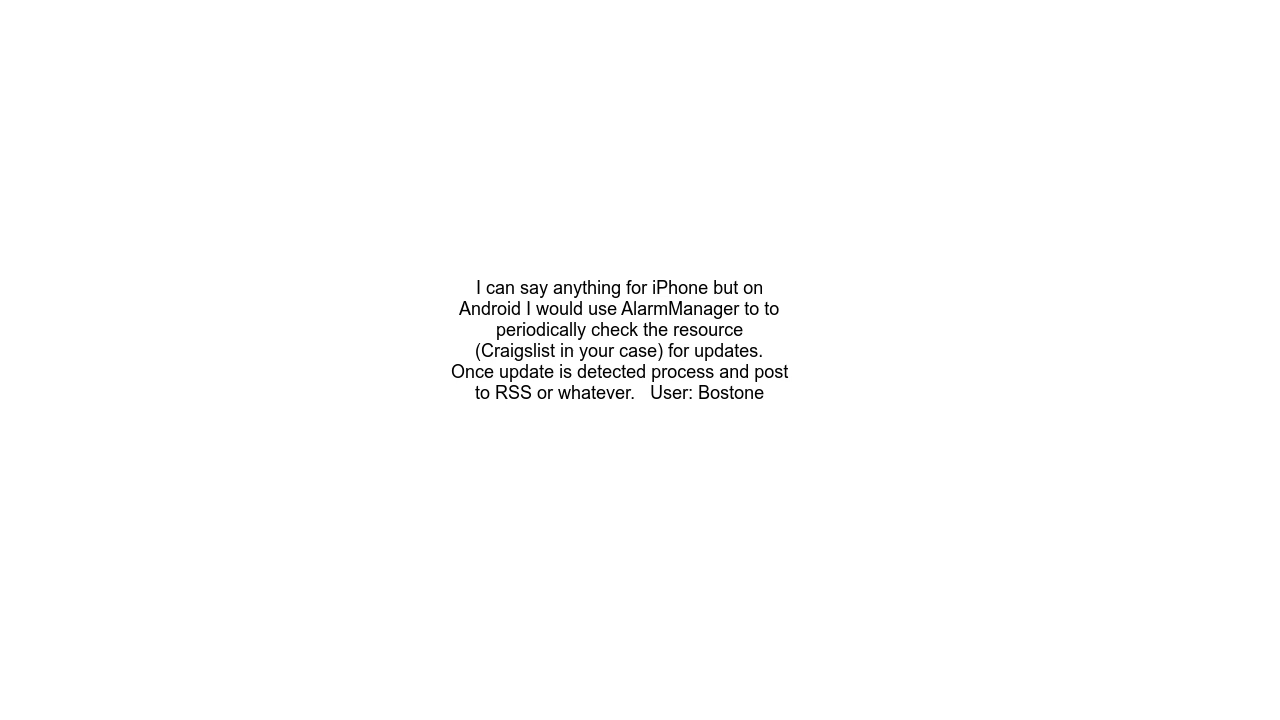 I can say anything for iPhone but on
Android I would use AlarmManager to to
periodically check the resource
(Craigslist in your case) for updates.
Once update is detected process and post
to RSS or whatever.   User: Bostone